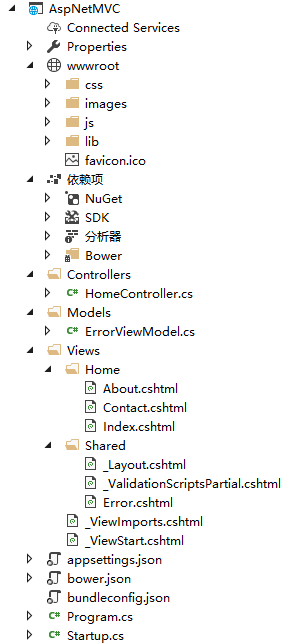 AspNetMVC
Connected Services
Properties
wwwroot
css
images
js
lib
favicon.ico
依赖项
NuGet
SDK
分析器
Bower
Controllers
HomeController.cs
Models
ErrorViewModel.cs
Views
Home
About.cshtml
Contact.cshtml
Index.cshtml
Shared
_Layout.cshtml
_ValidationScriptsPartial.cshtml
Error.cshtml
_ViewImports.cshtml
_ViewStart.cshtml
appsettings.json
bower.json
bundleconfig.json
Program.cs
Startup.cs